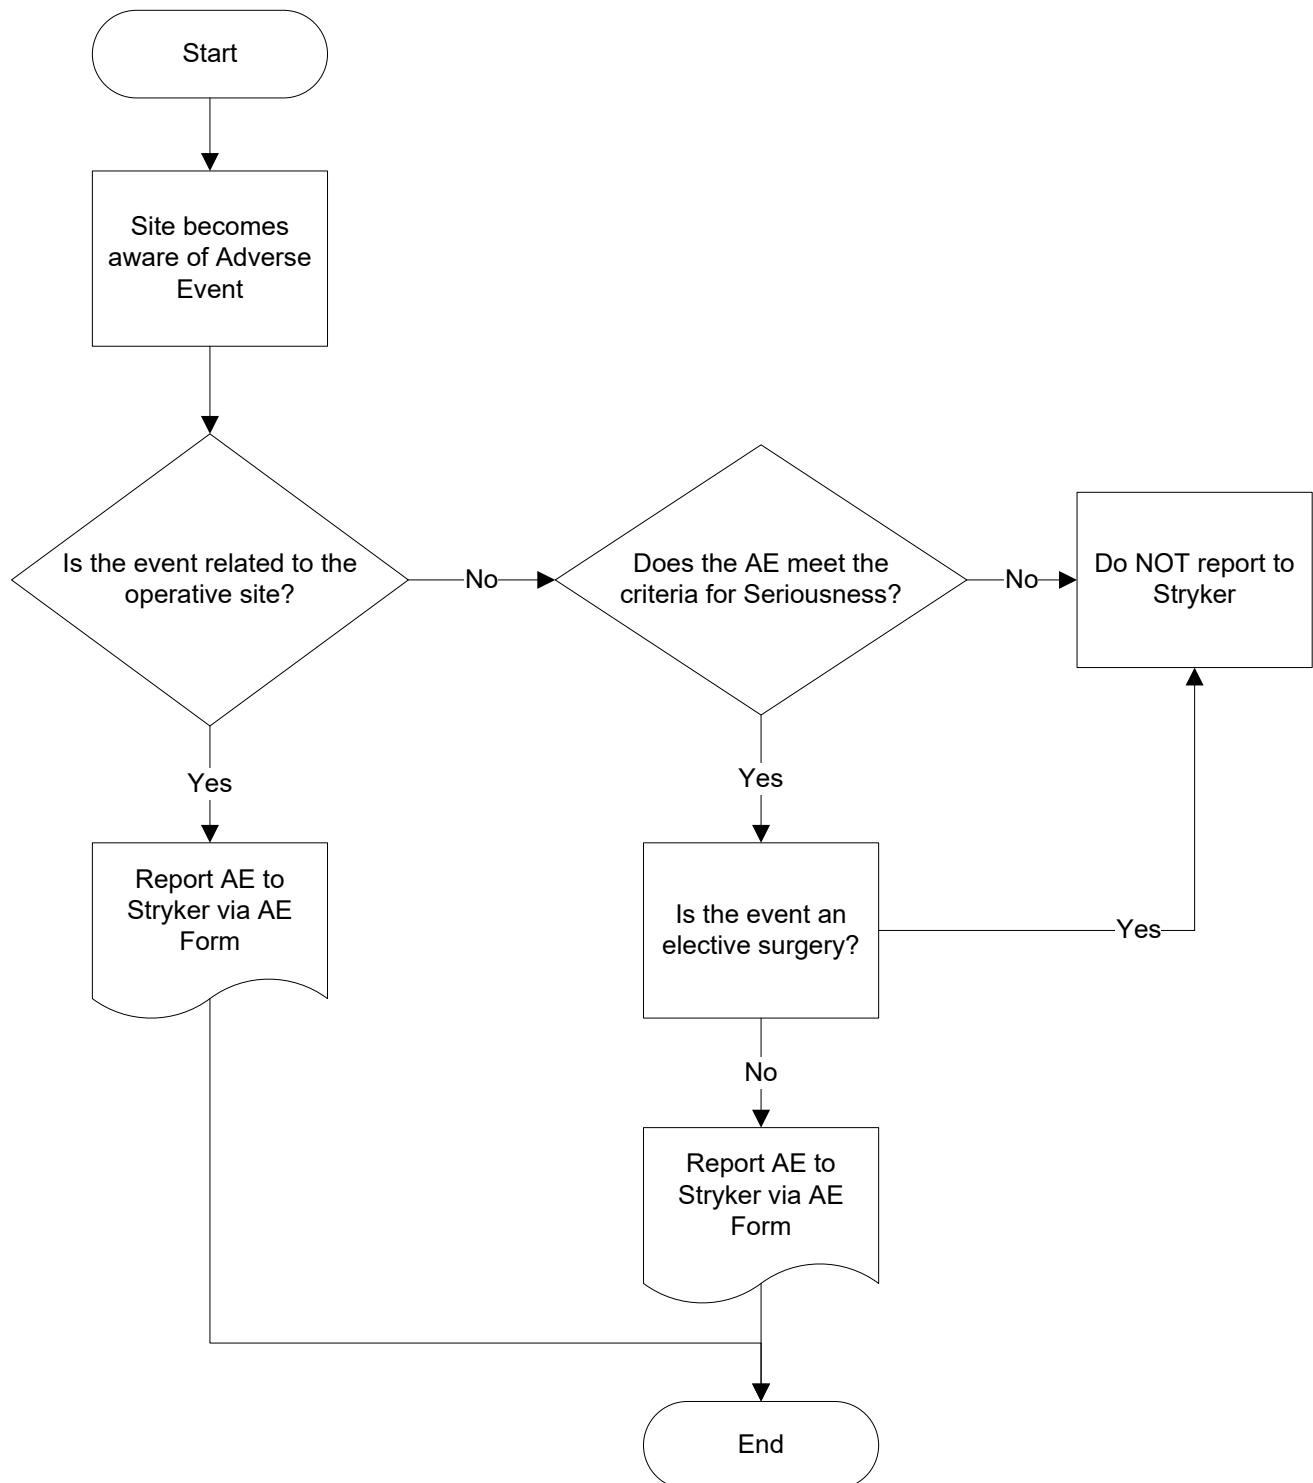 Start
Site becomes
aware of Adverse
Event
Is the event related to the
operative site?
No
Does the AE meet the
criteria for Seriousness?
No
Do NOT report to
Stryker
Yes
Yes
Report AE to
Stryker via AE
Form
Is the event an
elective surgery?
Yes
No
Report AE to
Stryker via AE
Form
End